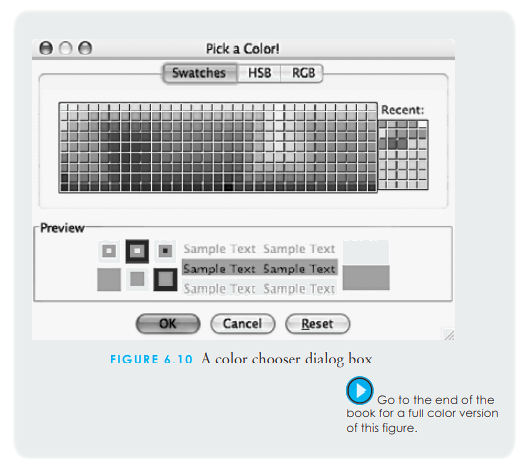 Pick a Color!
Swatches HSB RGB
Recent:
Preview
Sample Text Sample Text
Sample Text Sample Text
Sample Text Sample Text
OK Cancel Reset
FIGURE 6.10 A color chooser dialog box
Go to the end of the
book for a full color version
of this figure.